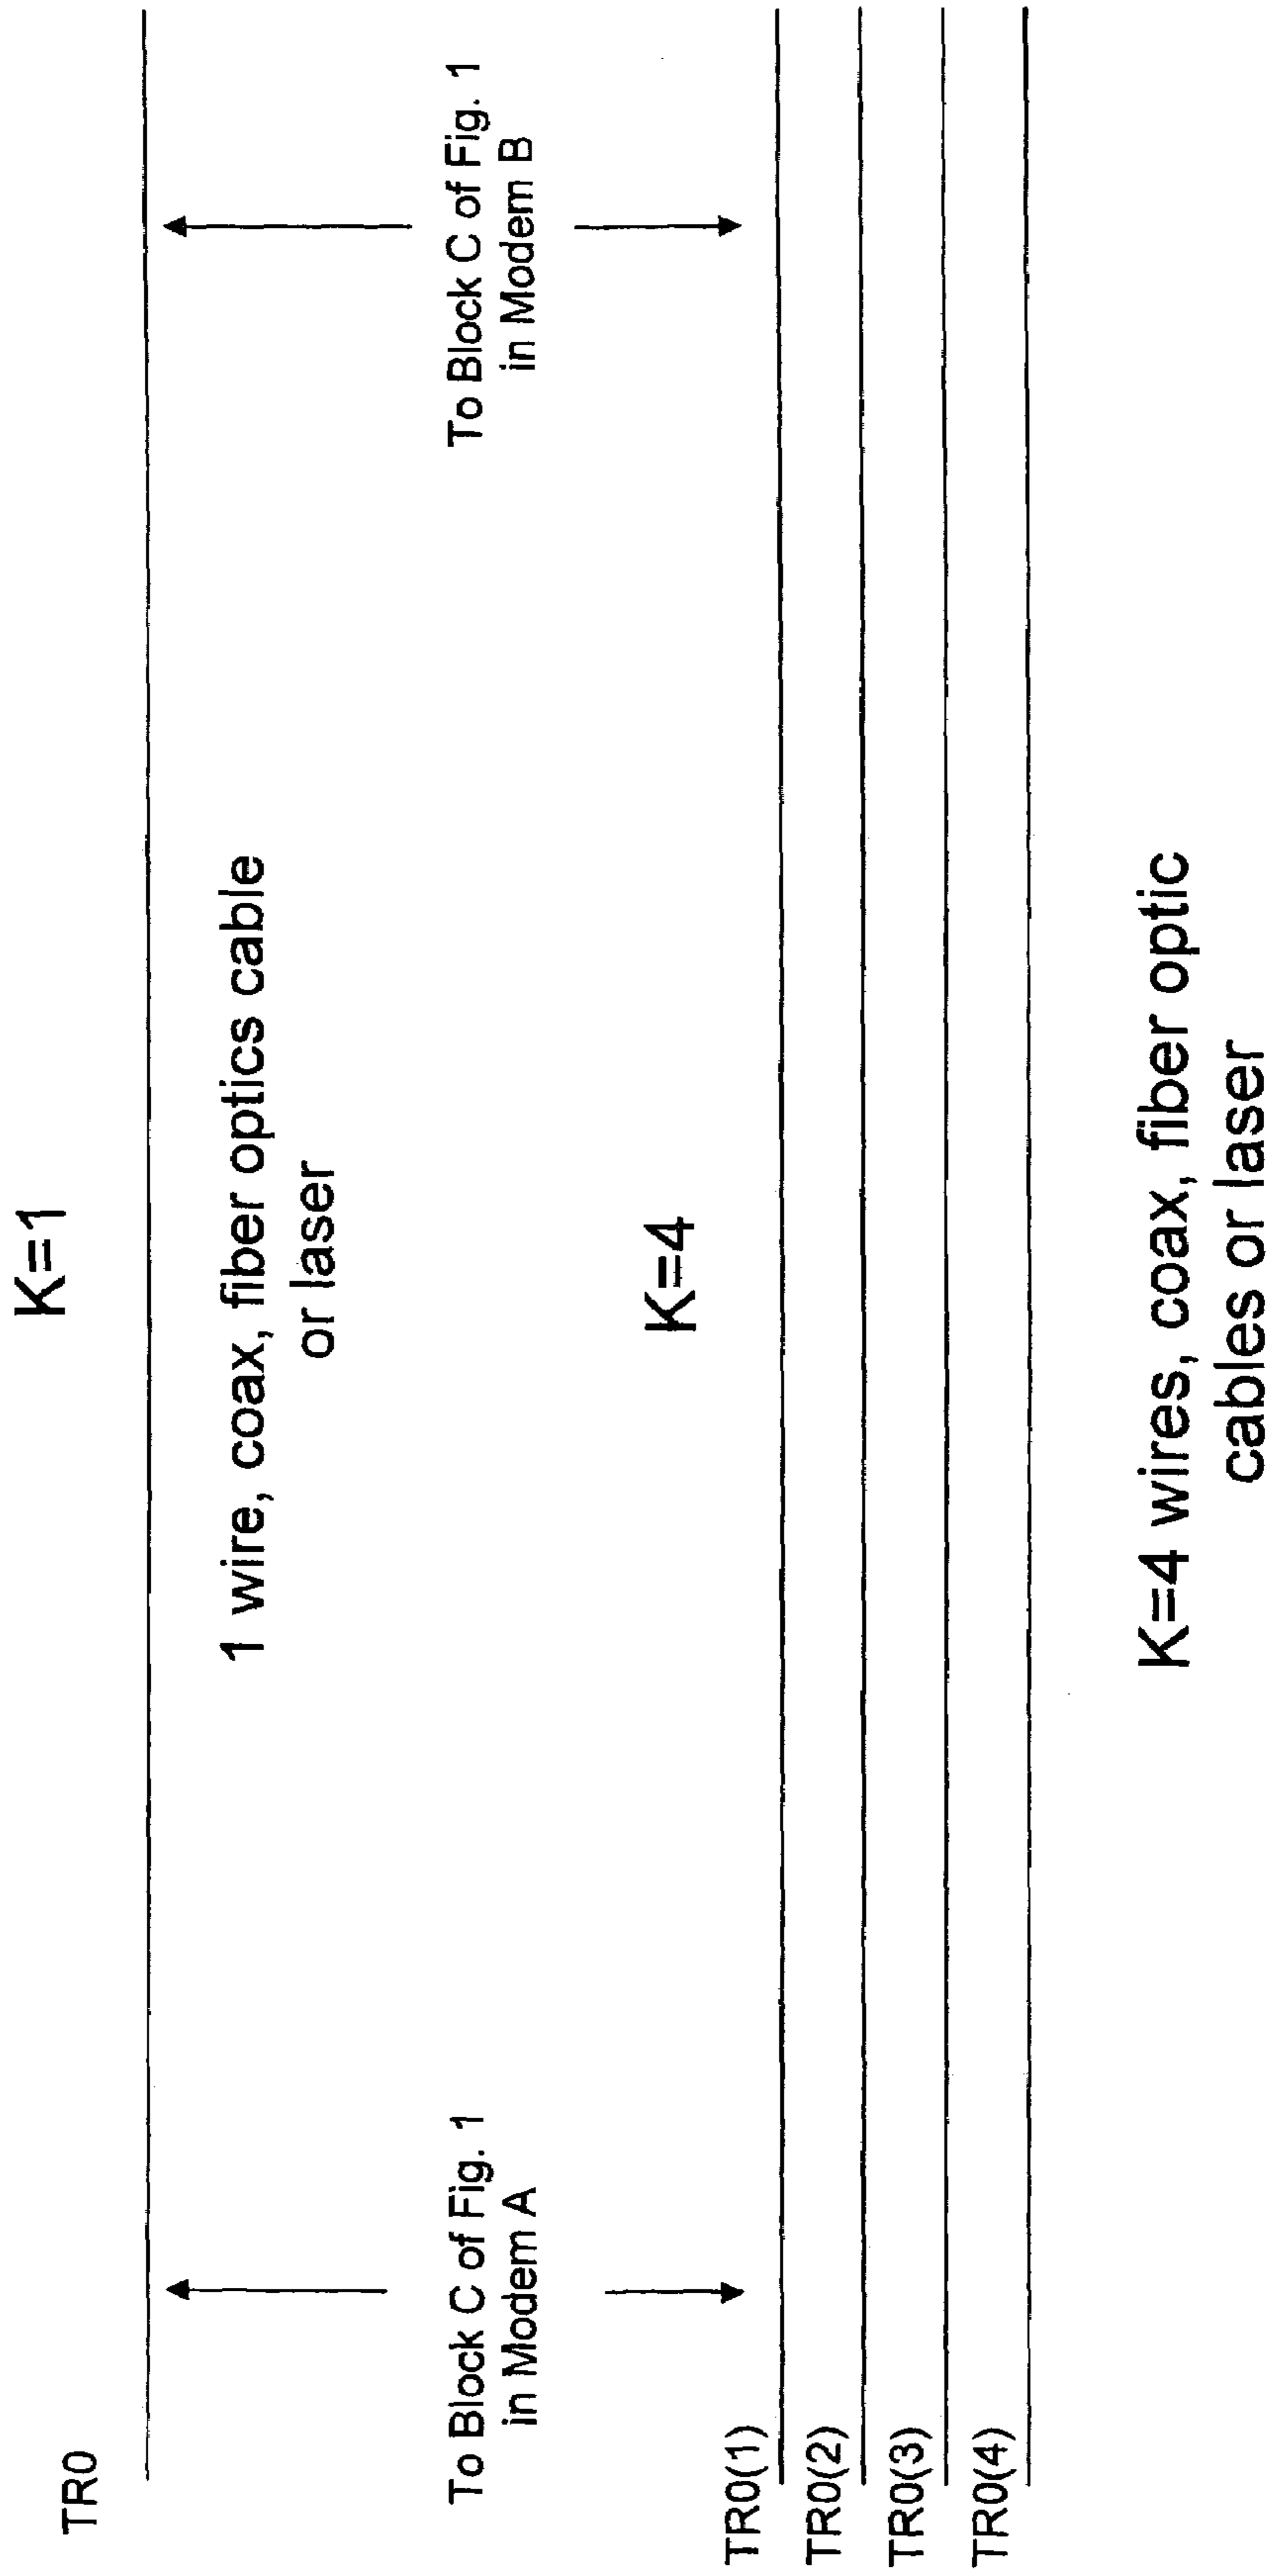 K=1
TR0
1 wire, coax, fiber optics cable
or laser
To Block C of Fig. 1
in Modem A
To Block C of Fig. 1
in Modem B
K=4
TR0(1)
TR0(2)
TR0(3)
TR0(4)
K=4 wires, coax, fiber optic
cables or laser